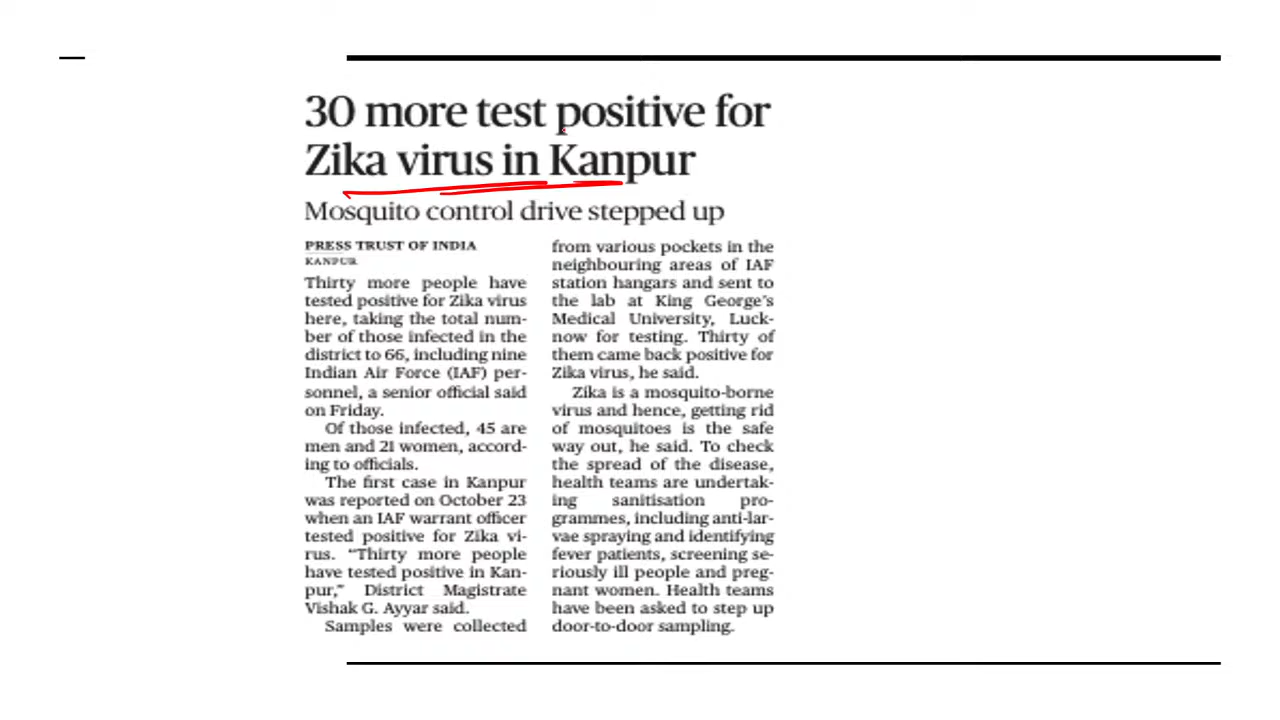 30 more test positive for
Zika virus in Kanpur
Mosquito control drive stepped up
PRESS TRUST OF INDIA
KANPUR
Thirty more people have
tested positive for Zika virus
here, taking the total num-
ber of those infected in the
district to 66, including nine
Indian Air Force (IAF) per-
sonnel, a senior official said
on Friday.
Of those infected, 45 are
men and 21 women, accord-
ing to officials.
The first case in Kanpur
was reported on October 23
when an IAF warrant officer
tested positive for Zika vi-
rus. “Thirty more people
have tested positive in Kan-
pur,” District Magistrate
Vishak G. Ayyar said.
Samples were collected
from various pockets in the
neighbouring areas of IAF
station hangars and sent to
the lab at King George’s
Medical University, Luck-
now for testing. Thirty of
them came back positive for
Zika virus, he said.
Zika is a mosquito-borne
virus and hence, getting rid
of mosquitoes is the safe
way out, he said. To check
the spread of the disease,
health teams are undertak-
ing sanitisation pro-
grammes, including anti-lar-
vae spraying and identifying
fever patients, screening se-
riously ill people and preg-
nant women. Health teams
have been asked to step up
door-to-door sampling.